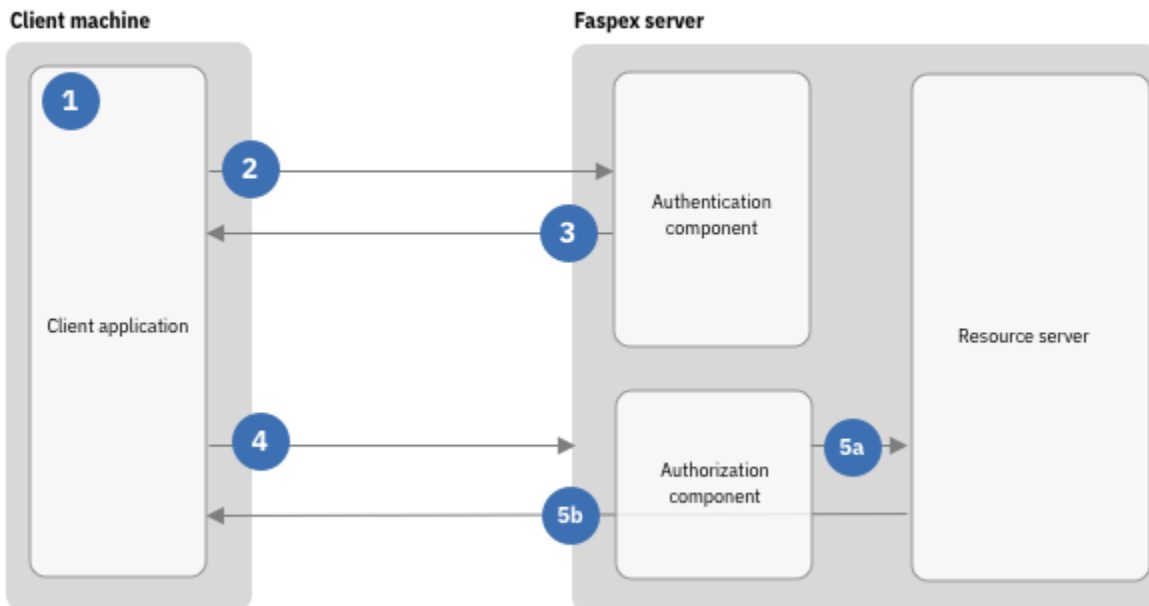 Client machine
Faspex server
1
2
Authentication
component
3
Client application
Resource server
4
5a
Authorization
component
5b